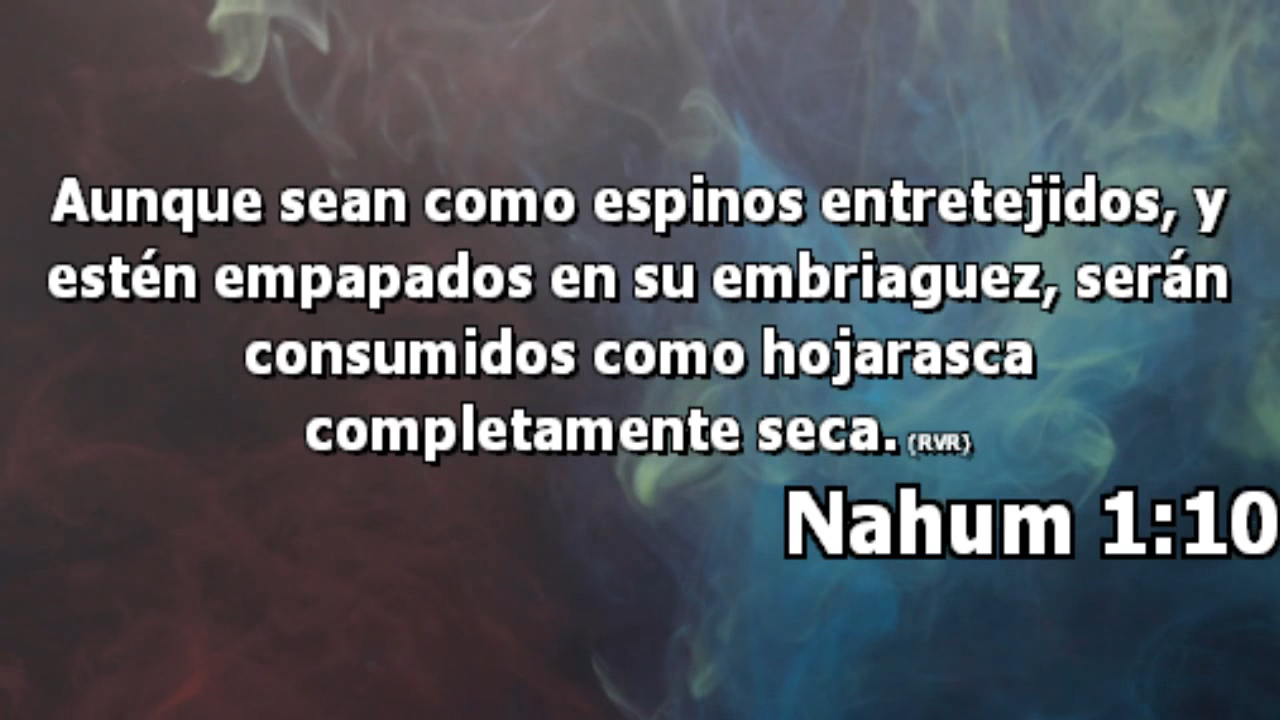 Aunque sean como espinos entretejidos, y
estén empapados en su embriaguez, serán
consumidos como hojarasca
completamente seca. (RVR)
Nahum 1:10